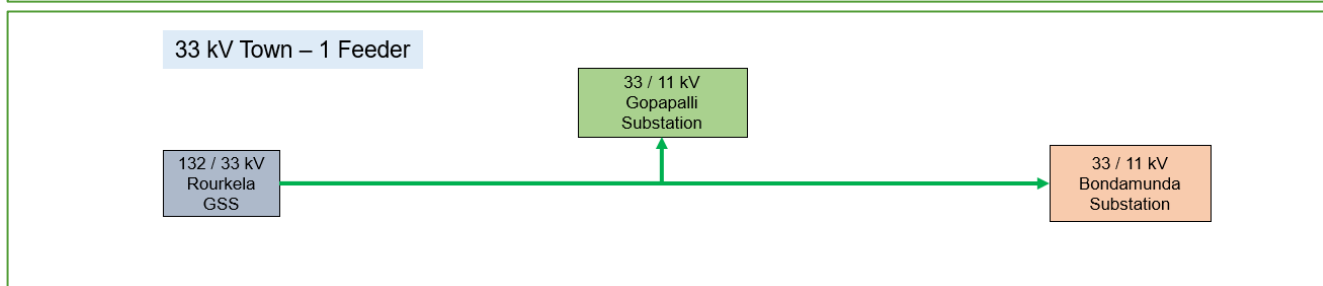 33 kV Town – 1 Feeder
33 / 11 kV
Gopapalli
Substation
132 / 33 kV
Rourkela
GSS
33 / 11 kV
Bondamunda
Substation